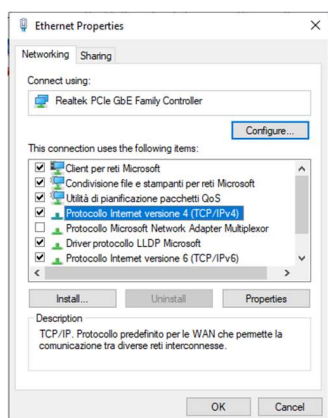 Ethernet Properties
Networking Sharing
Connect using:
Realtek PCIe GbE Family Controller
Configure...
This connection uses the following items:
Client per reti Microsoft
Condivisione file e stampanti per reti Microsoft
Utilità di pianificazione pacchetti QoS
Protocollo Internet versione 4 (TCP/IPv4)
Protocollo Microsoft Network Adapter Multiplexor
Driver protocollo LLDP Microsoft
Protocollo Internet versione 6 (TCP/IPv6)
Install... Uninstall Properties
Description
TCP/IP. Protocollo predefinito per le WAN che permette la
comunicazione tra diverse reti interconnesse.
OK Cancel